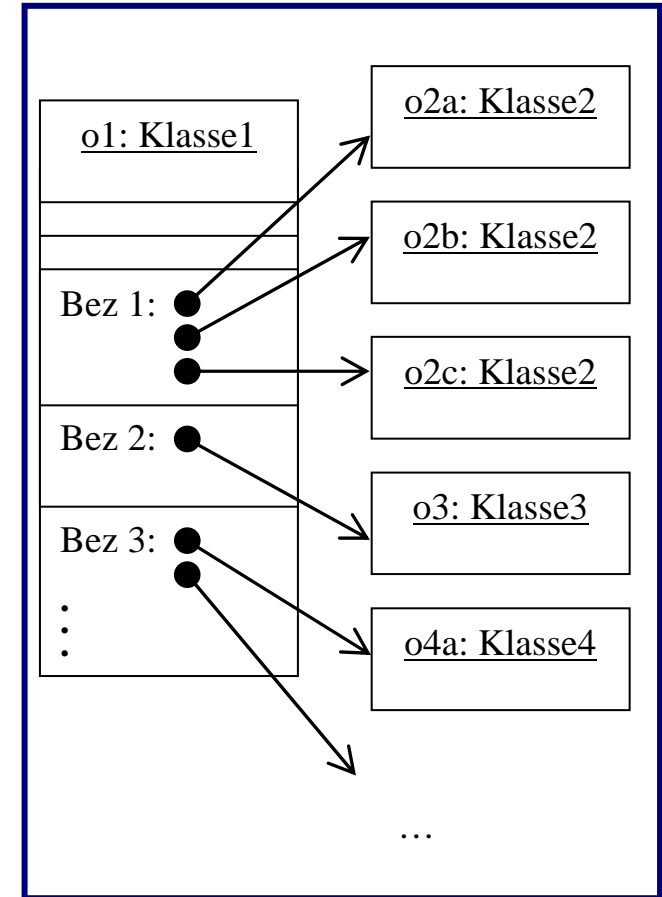 o1: Klasse1
Bez 1:
Bez 2:
Bez 3:
⋮
o2a: Klasse2
o2b: Klasse2
o2c: Klasse2
o3: Klasse3
o4a: Klasse4
…